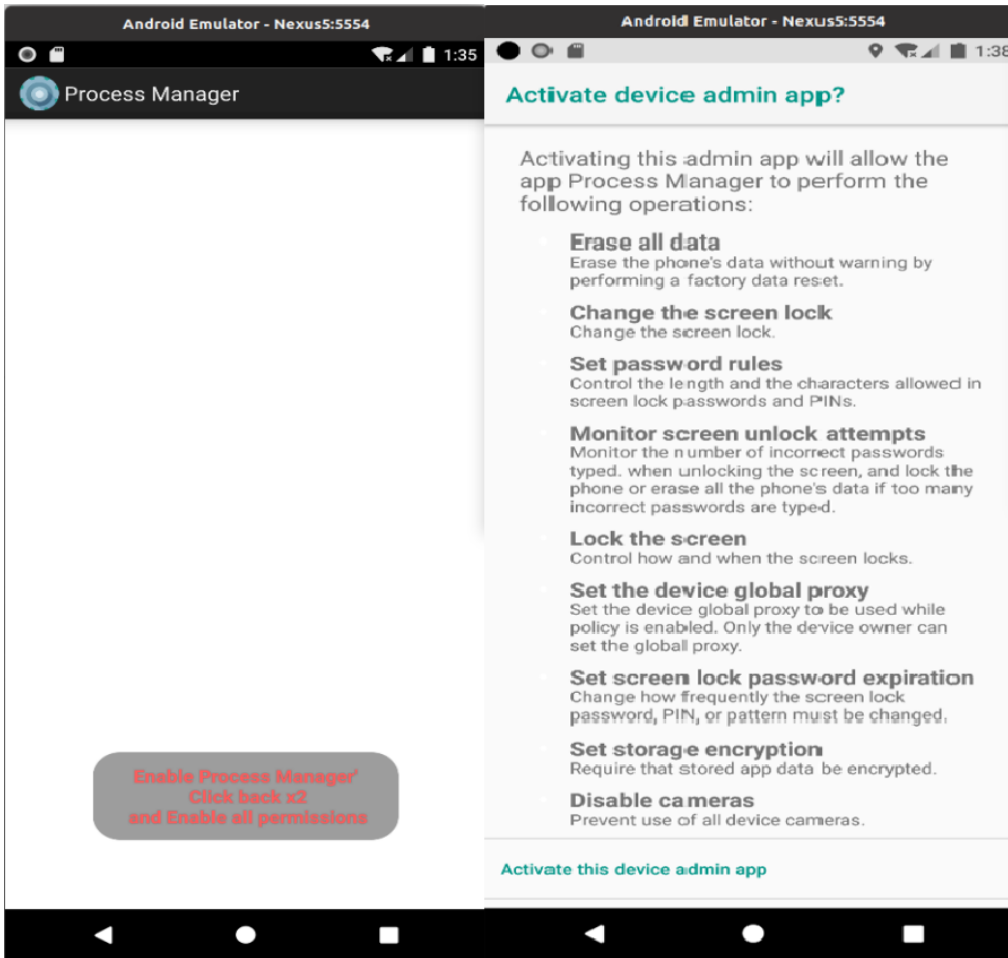 Android Emulator - Nexus5:5554
1:35
Process Manager
Enable Process Manager'
Click back x2
and Enable all permissions
Android Emulator - Nexus5:5554
1:38
Activate device admin app?
Activating this admin app will allow the
app Process Manager to perform the
following operations:
Erase all data
Erase the phone's data without warning by
performing a factory data reset.
Change the screen lock
Change the screen lock.
Set password rules
Control the length and the characters allowed in
screen lock passwords and PINs.
Monitor screen unlock attempts
Monitor the number of incorrect passwords
typed. when unlocking the screen, and lock the
phone or erase all the phone's data if too many
incorrect passwords are typed.
Lock the screen
Control how and when the screen locks.
Set the device global proxy
Set the device global proxy to be used while
policy is enabled. Only the device owner can
set the global proxy.
Set screen lock password expiration
Change how frequently the screen lock
password, PIN, or pattern must be changed.
Set storage encryption
Require that stored app data be encrypted.
Disable cameras
Prevent use of all device cameras.
Activate this device admin app